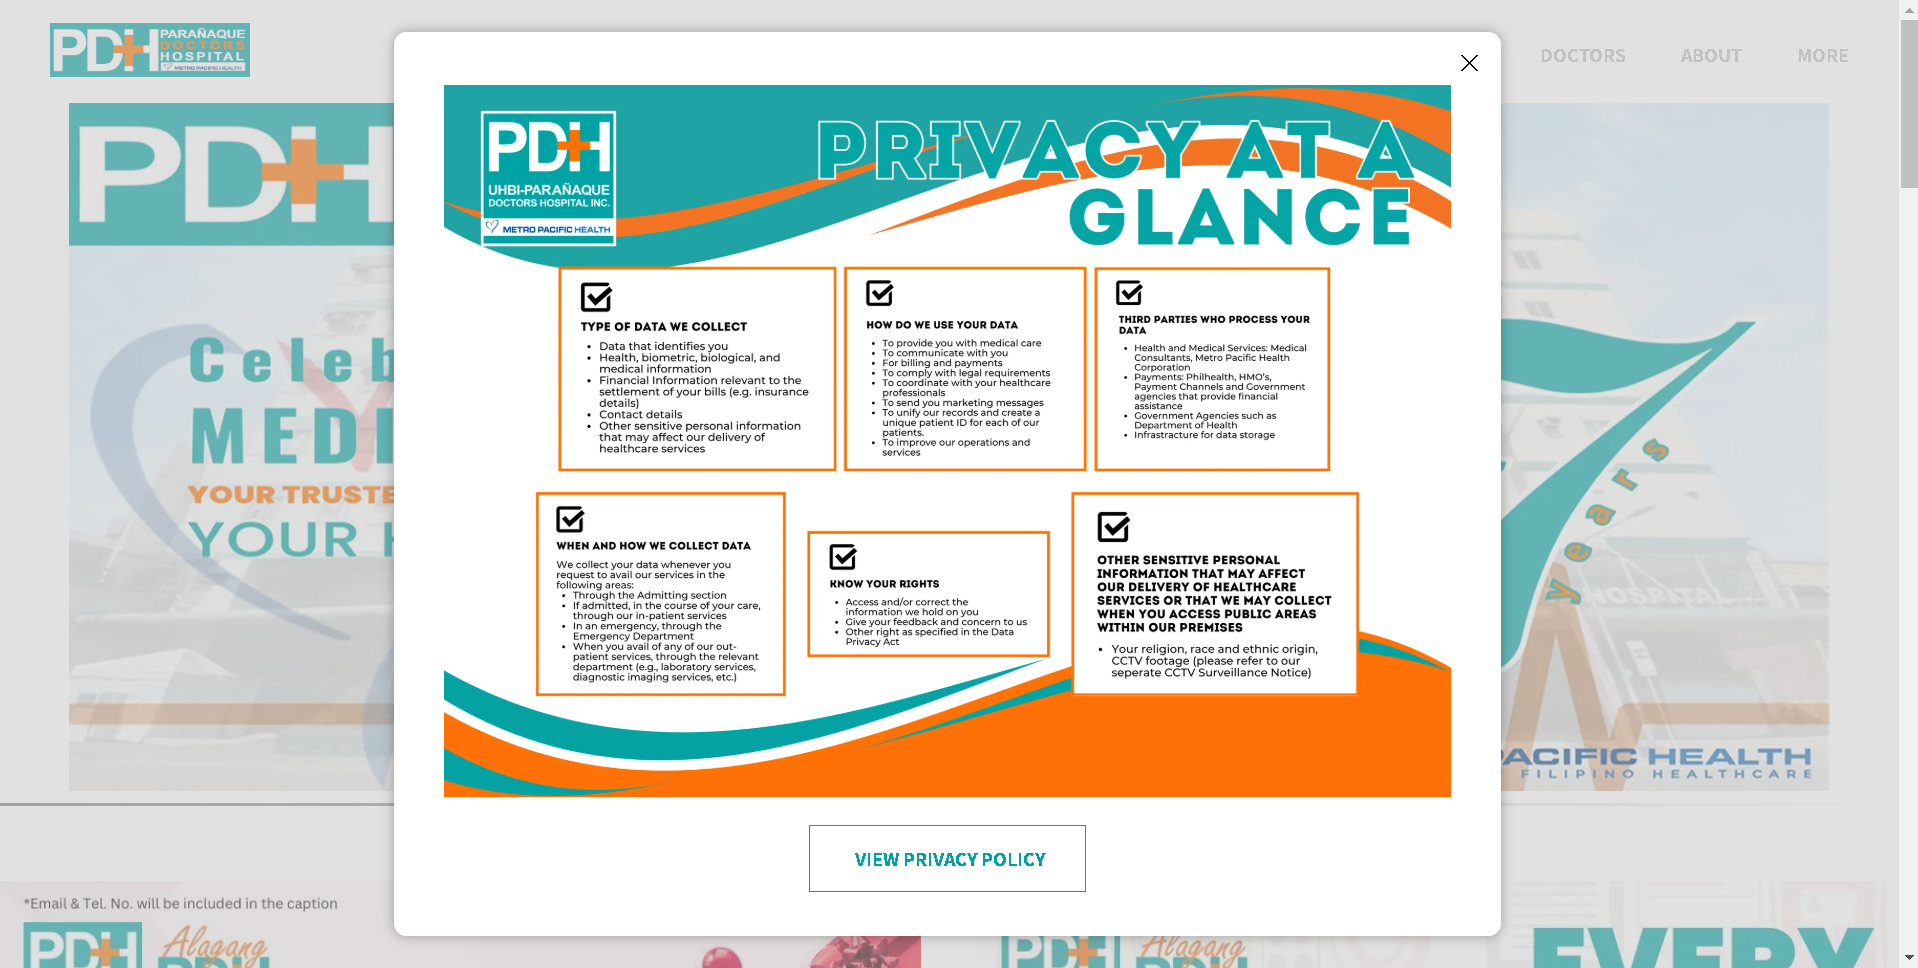 PDH PARAÑAQUE
DOCTORS
HOSPITAL
METRO PACIFIC HEALTH
DOCTORS
ABOUT
MORE
PDH
UHBI-PARAÑAQUE
DOCTORS HOSPITAL INC.
METRO PACIFIC HEALTH
PRIVACY AT A
GLANCE
TYPE OF DATA WE COLLECT
• Data that identifies you
• Health, biometric, biological, and
medical information
• Financial Information relevant to the
settlement of your bills (e.g. insurance
details)
• Contact details
• Other sensitive personal information
that may affect our delivery of
healthcare services
HOW DO WE USE YOUR DATA
• To provide you with medical care
• To communicate with you
• For billing and payments
• To comply with legal requirements
• To coordinate with your healthcare
professionals
• To send you marketing messages
• To unify our records and create a
unique patient ID for each of our
patients.
• To improve our operations and
services
THIRD PARTIES WHO PROCESS YOUR
DATA
• Health and Medical Services: Medical
Consultants, Metro Pacific Health
Corporation
• Payments: Philhealth, HMO's,
Payment Channels and Government
agencies that provide financial
assistance
• Government Agencies such as
Department of Health
• Infrastructure for data storage
WHEN AND HOW WE COLLECT DATA
We collect your data whenever you
request to avail our services in the
following areas:
• Through the Admitting section
• If admitted, in the course of your care,
through our in-patient services
• In an emergency, through the
Emergency Department
• When you avail of any of our out-
patient services, through the relevant
department (e.g., laboratory services,
diagnostic imaging services, etc.)
KNOW YOUR RIGHTS
• Access and/or correct the
information we hold on you
• Give your feedback and concern to us
• Other right as specified in the Data
Privacy Act
OTHER SENSITIVE PERSONAL
INFORMATION THAT MAY AFFECT
OUR DELIVERY OF HEALTHCARE
SERVICES OR THAT WE MAY COLLECT
WHEN YOU ACCESS PUBLIC AREAS
WITHIN OUR PREMISES
• Your religion, race and ethnic origin,
CCTV footage (please refer to our
seperate CCTV Surveillance Notice)
VIEW PRIVACY POLICY
PDH
Celeb
MEDI
YOUR TRUSTE
YOUR H
7
years
HOSPITAL
PACIFIC HEALTH
FILIPINO HEALTHCARE
*Email & Tel. No. will be included in the caption
PDH Alagang
PDH
PDH Alagang
PDH
EVERY